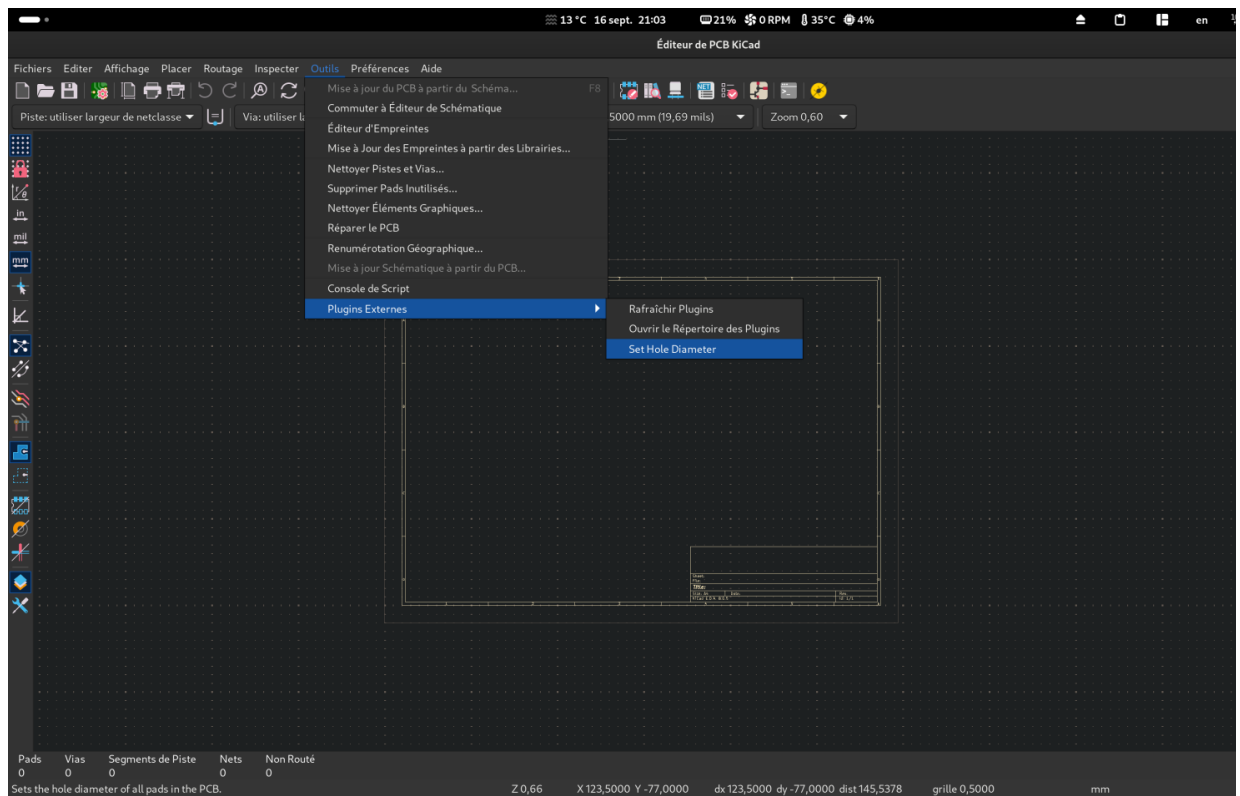 13 °C 16 sept. 21:03 21% 0 RPM 35°C 4% en
Éditeur de PCB KiCad
Fichiers Editer Affichage Placer Routage Inspecter Outils Préférences Aide
Piste: utiliser largeur de netclasse Via: utiliser la 5000 mm (19,69 mils) Zoom 0,60
Mise à jour du PCB à partir du Schéma... F8
Commuter à Éditeur de Schématique
Éditeur d'Empreintes
Mise à Jour des Empreintes à partir des Librairies...
Nettoyer Pistes et Vias...
Supprimer Pads Inutilisés...
Nettoyer Éléments Graphiques...
Réparer le PCB
Renumérotation Géographique...
Mise à jour Schématique à partir du PCB...
Console de Script
Plugins Externes
Rafraîchir Plugins
Ouvrir le Répertoire des Plugins
Set Hole Diameter
in
mil
mm
Sheet:
File:
Title:
Pads Vias Segments de Piste Nets Non Routé
0 0 0 0 0
Sets the hole diameter of all pads in the PCB. Z 0,66 X 123,5000 Y -77,0000 dx 123,5000 dy -77,0000 dist 145,5378 grille 0,5000 mm